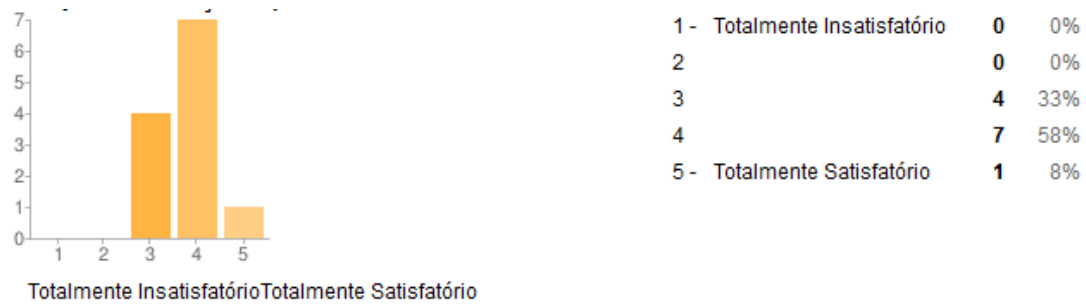 7
6
5
4
3
2
1
0
1 2 3 4 5
Totalmente InsatisfatórioTotalmente Satisfatório
1 - Totalmente Insatisfatório 0 0%
2 0 0%
3 4 33%
4 7 58%
5 - Totalmente Satisfatório 1 8%